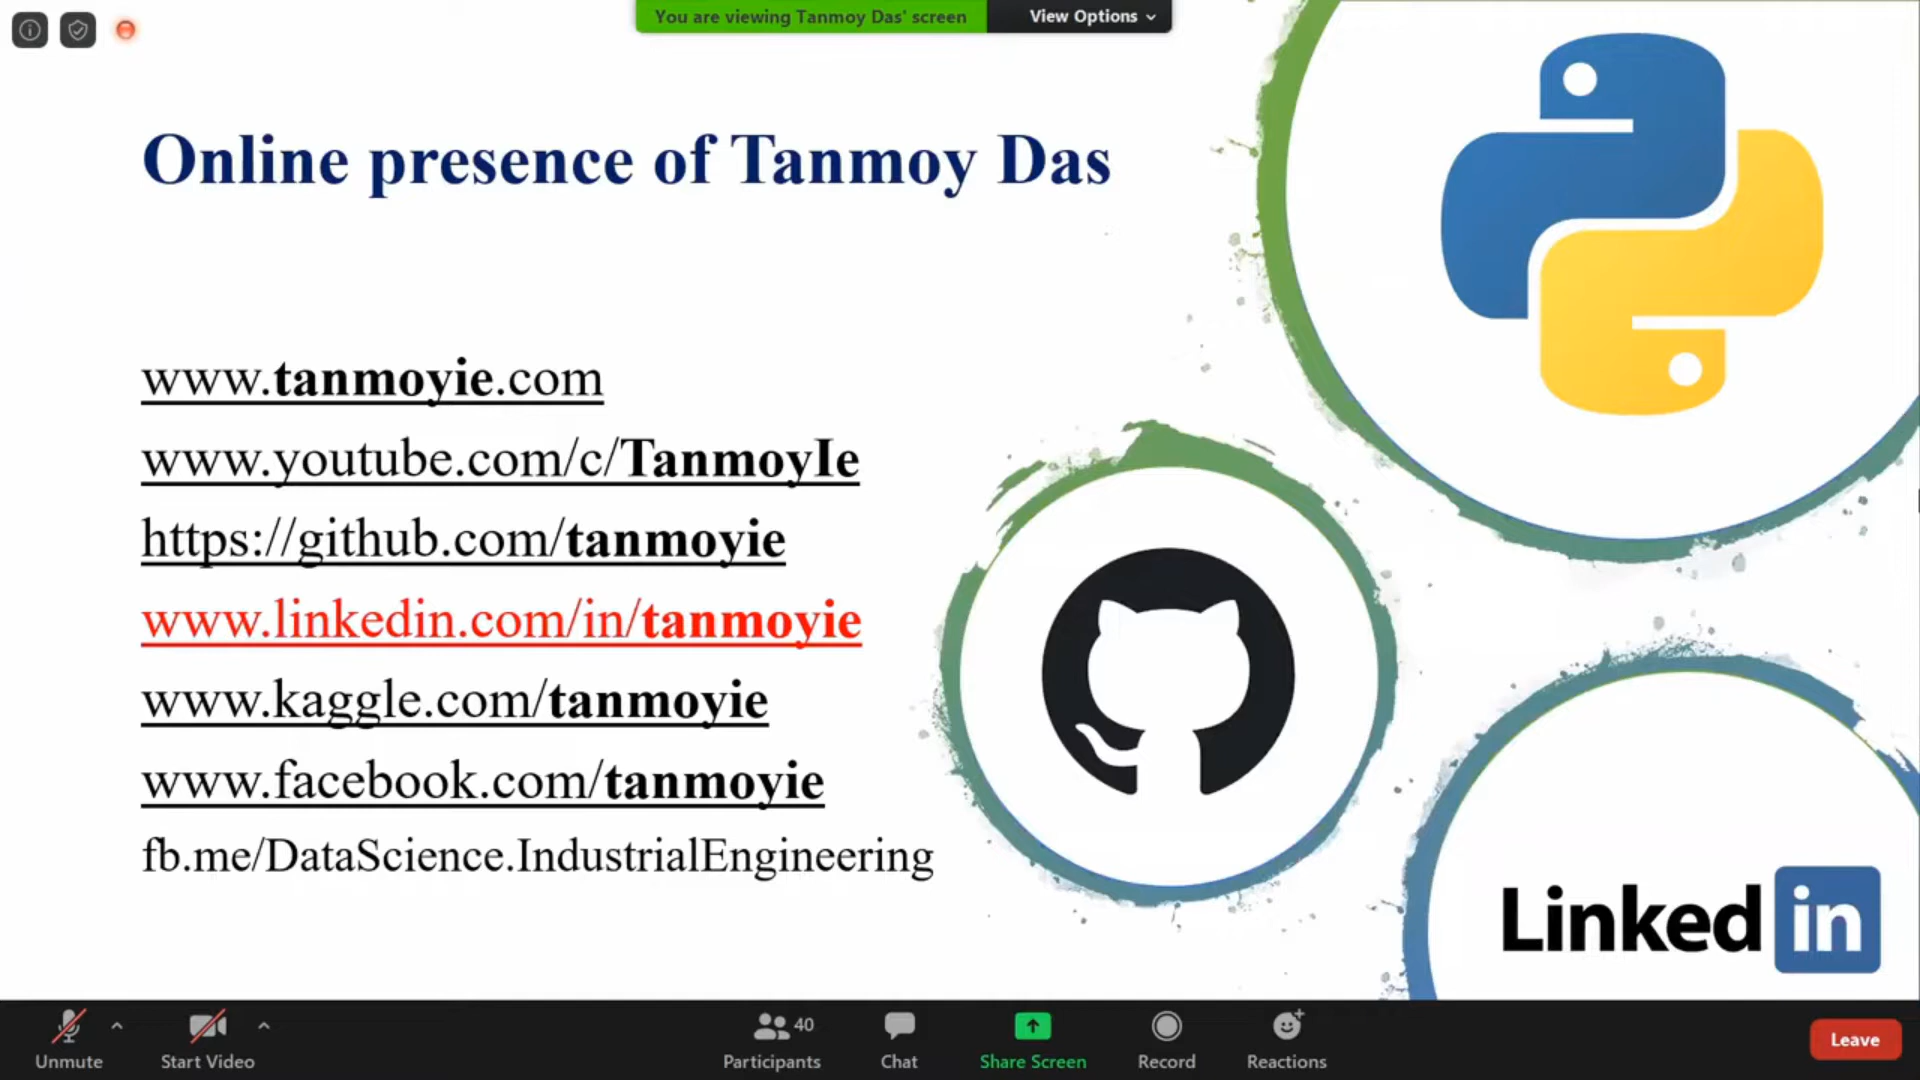 You are viewing Tanmoy Das' screen
View Options
Online presence of Tanmoy Das
www.tanmoyie.com
www.youtube.com/c/TanmoyIe
https://github.com/tanmoyie
www.linkedin.com/in/tanmoyie
www.kaggle.com/tanmoyie
www.facebook.com/tanmoyie
fb.me/DataScience.IndustrialEngineering
Linked in
40
Unmute
Start Video
Participants
Chat
Share Screen
Record
Reactions
Leave